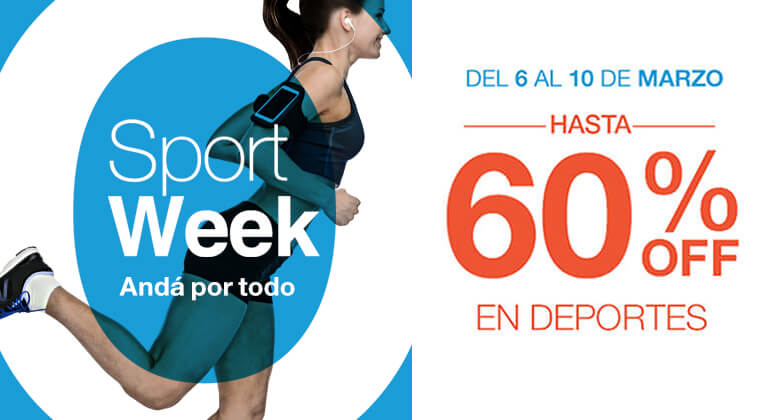 Sport
Week
Andá por todo
DEL 6 AL 10 DE MARZO
HASTA
60% OFF
EN DEPORTES